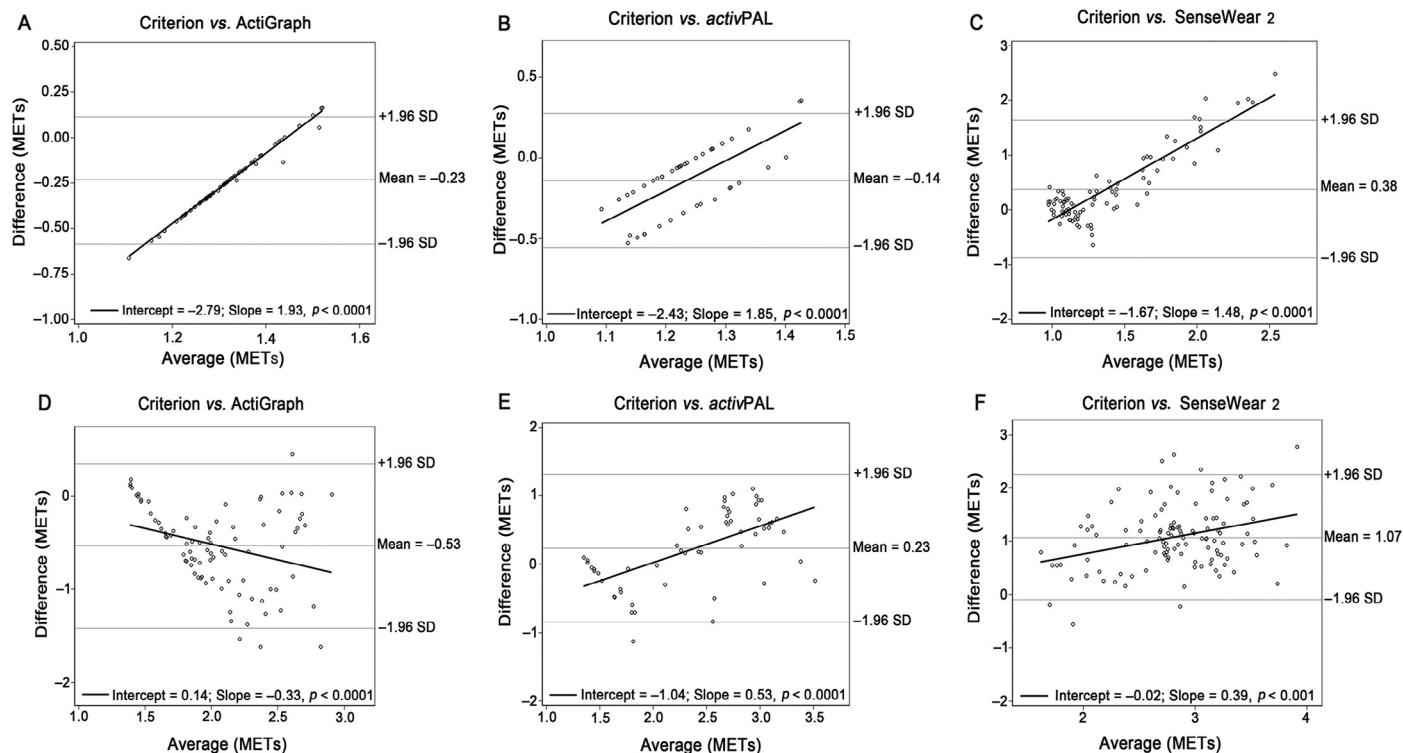 A
Criterion vs. ActiGraph
0.50
0.25
0.00
−0.25
−0.50
−0.75
−1.00
Difference (METs)
+1.96 SD
Mean = −0.23
−1.96 SD
Intercept = −2.79; Slope = 1.93, p < 0.0001
1.0 1.2 1.4 1.6
Average (METs)
B
Criterion vs. activPAL
0.5
0.0
−0.5
−1.0
Difference (METs)
+1.96 SD
Mean = −0.14
−1.96 SD
Intercept = −2.43; Slope = 1.85, p < 0.0001
1.0 1.1 1.2 1.3 1.4 1.5
Average (METs)
C
Criterion vs. SenseWear 2
3
2
1
0
−1
−2
Difference (METs)
+1.96 SD
Mean = 0.38
−1.96 SD
Intercept = −1.67; Slope = 1.48, p < 0.0001
1.0 1.5 2.0 2.5
Average (METs)
D
Criterion vs. ActiGraph
0
−1
−2
Difference (METs)
+1.96 SD
Mean = −0.53
−1.96 SD
Intercept = 0.14; Slope = −0.33, p < 0.0001
1.0 1.5 2.0 2.5 3.0
Average (METs)
E
Criterion vs. activPAL
2
1
0
−1
−2
Difference (METs)
+1.96 SD
Mean = 0.23
−1.96 SD
Intercept = −1.04; Slope = 0.53, p < 0.0001
1.0 1.5 2.0 2.5 3.0 3.5
Average (METs)
F
Criterion vs. SenseWear 2
3
2
1
0
−1
−2
Difference (METs)
+1.96 SD
Mean = 1.07
−1.96 SD
Intercept = −0.02; Slope = 0.39, p < 0.001
2 3 4
Average (METs)